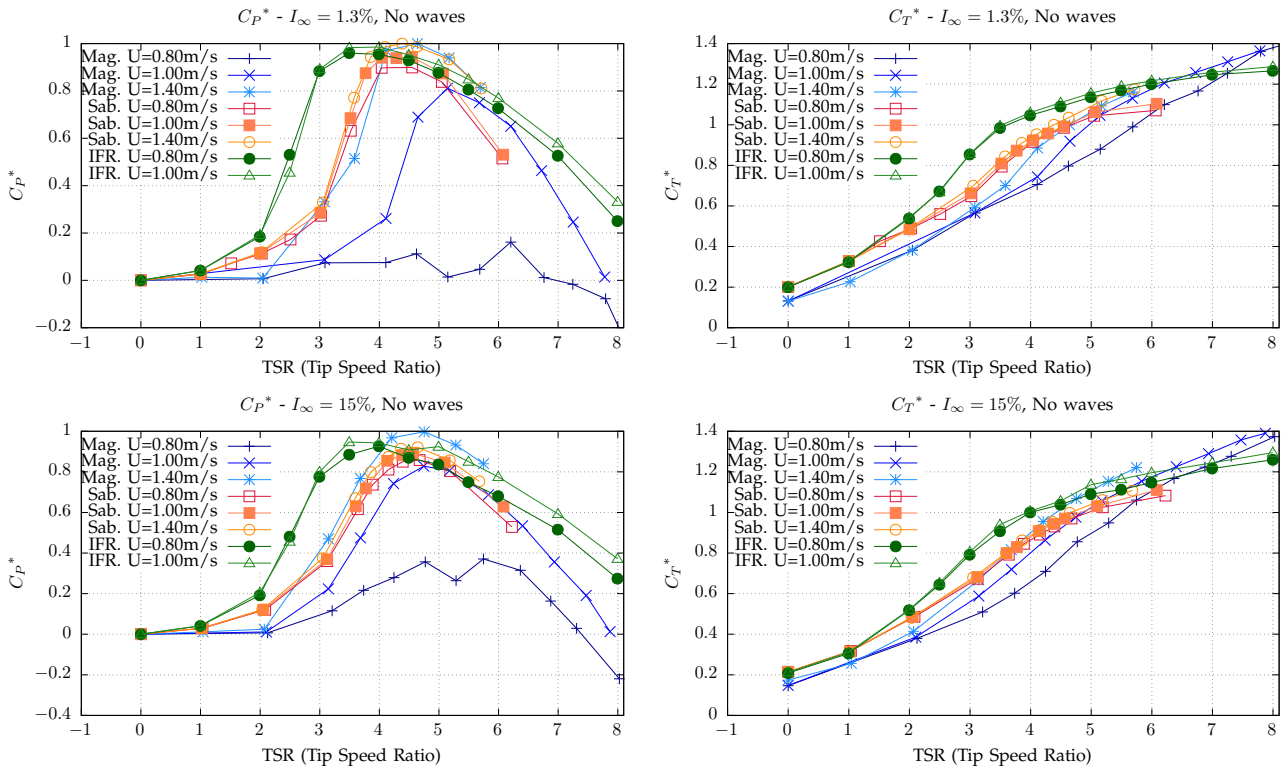 C_P* - I_∞ = 1.3%, No waves
1
0.8
0.6
0.4
0.2
0
−0.2
C_P*
Mag. U=0.80m/s
Mag. U=1.00m/s
Mag. U=1.40m/s
Sab. U=0.80m/s
Sab. U=1.00m/s
Sab. U=1.40m/s
IFR. U=0.80m/s
IFR. U=1.00m/s
−1 0 1 2 3 4 5 6 7 8
TSR (Tip Speed Ratio)
C_T* - I_∞ = 1.3%, No waves
1.4
1.2
1
0.8
0.6
0.4
0.2
0
C_T*
Mag. U=0.80m/s
Mag. U=1.00m/s
Mag. U=1.40m/s
Sab. U=0.80m/s
Sab. U=1.00m/s
Sab. U=1.40m/s
IFR. U=0.80m/s
IFR. U=1.00m/s
−1 0 1 2 3 4 5 6 7 8
TSR (Tip Speed Ratio)
C_P* - I_∞ = 15%, No waves
1
0.8
0.6
0.4
0.2
0
−0.2
−0.4
C_P*
Mag. U=0.80m/s
Mag. U=1.00m/s
Mag. U=1.40m/s
Sab. U=0.80m/s
Sab. U=1.00m/s
Sab. U=1.40m/s
IFR. U=0.80m/s
IFR. U=1.00m/s
−1 0 1 2 3 4 5 6 7 8
TSR (Tip Speed Ratio)
C_T* - I_∞ = 15%, No waves
1.4
1.2
1
0.8
0.6
0.4
0.2
0
C_T*
Mag. U=0.80m/s
Mag. U=1.00m/s
Mag. U=1.40m/s
Sab. U=0.80m/s
Sab. U=1.00m/s
Sab. U=1.40m/s
IFR. U=0.80m/s
IFR. U=1.00m/s
−1 0 1 2 3 4 5 6 7 8
TSR (Tip Speed Ratio)